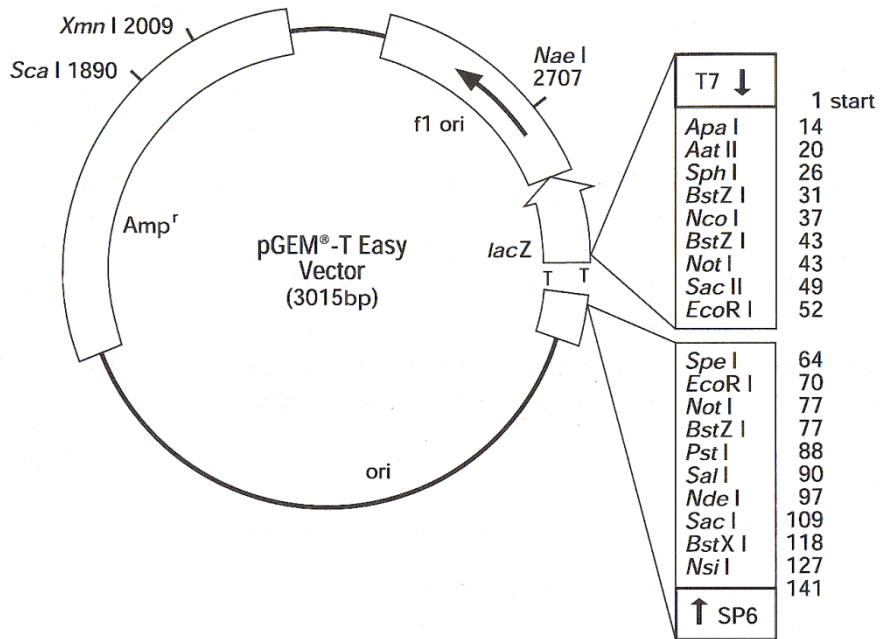 Xmn I 2009
Sca I 1890
Nae I
2707
f1 ori
Ampʳ
pGEM®-T Easy
Vector
(3015bp)
lacZ
T T
ori
T7 ↓
1 start
Apa I 14
Aat II 20
Sph I 26
BstZ I 31
Nco I 37
BstZ I 43
Not I 43
Sac II 49
EcoR I 52
Spe I 64
EcoR I 70
Not I 77
BstZ I 77
Pst I 88
Sal I 90
Nde I 97
Sac I 109
BstX I 118
Nsi I 127
141
↑ SP6